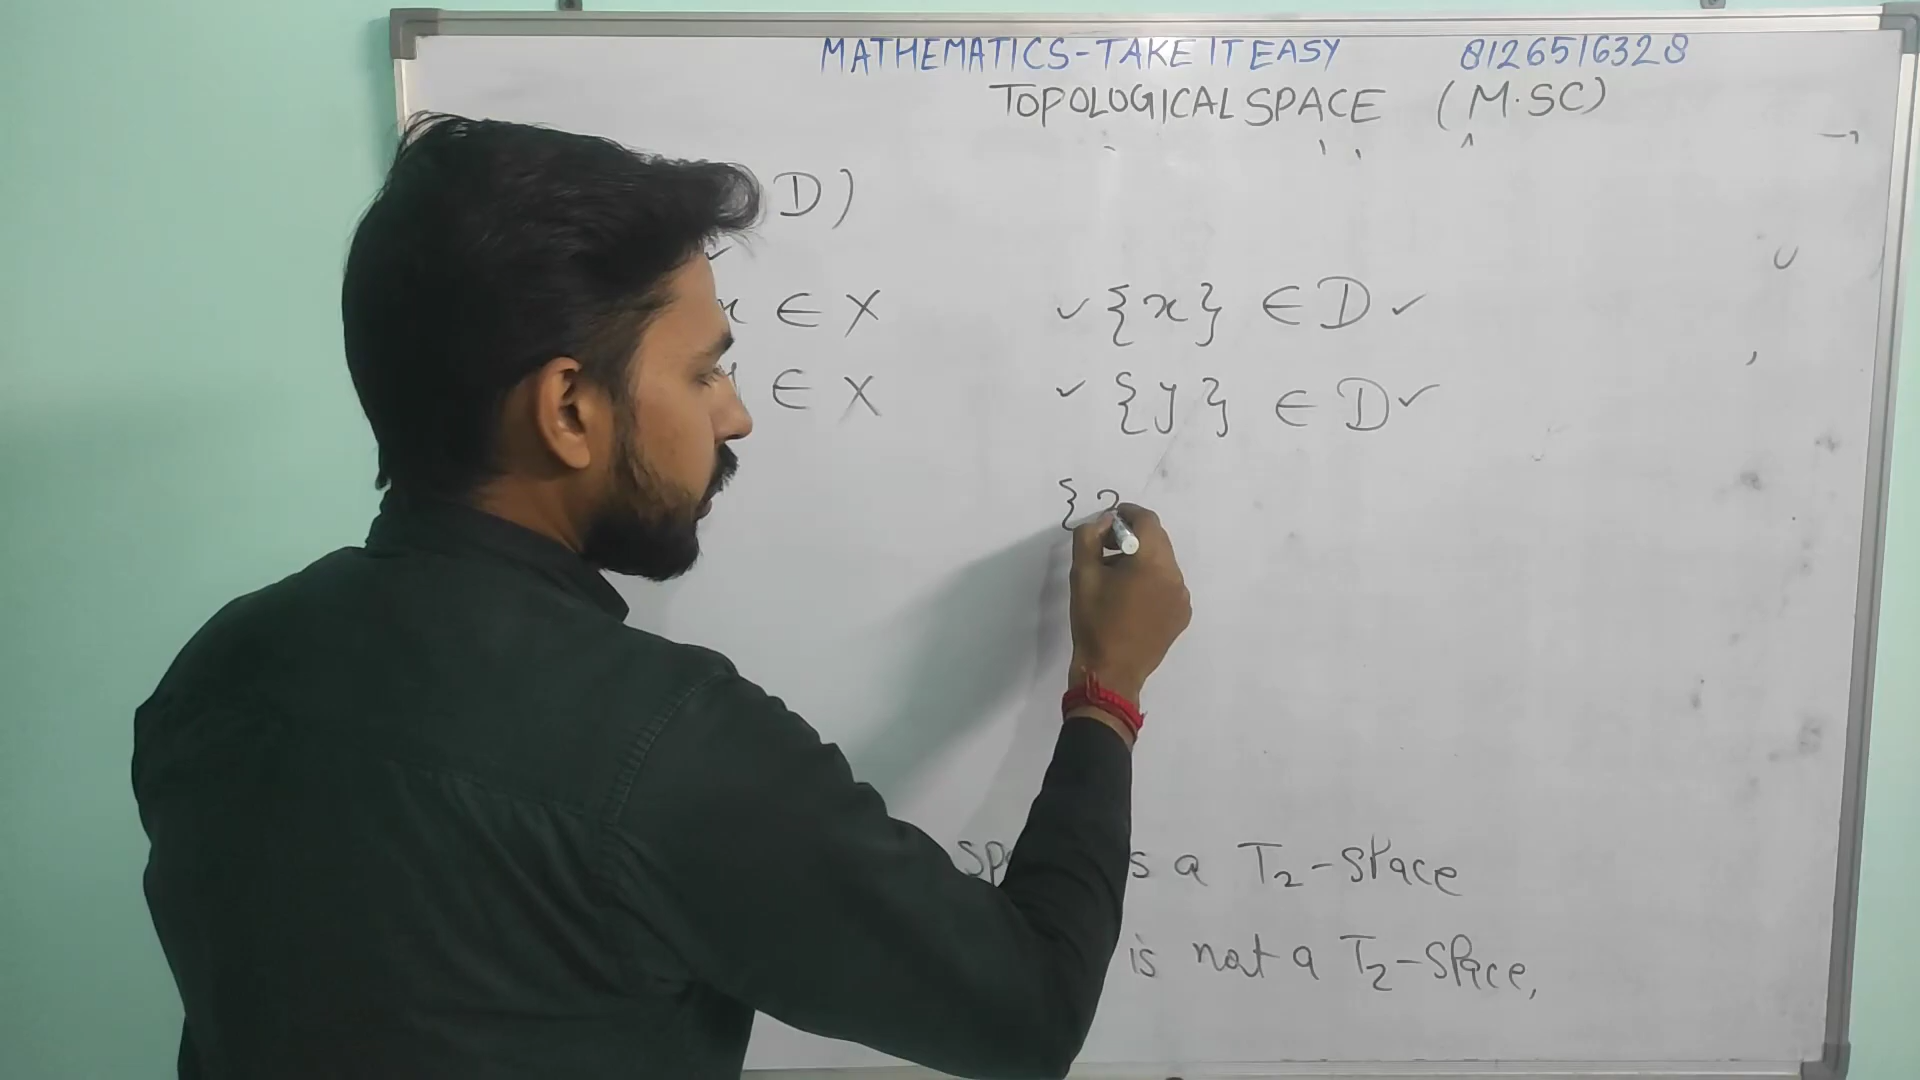 MATHEMATICS-TAKE IT EASY 8126516328
TOPOLOGICAL SPACE (M.SC)
D)
∈ X ✓ {x} ∈ D ✓
∈ X ✓ {y} ∈ D ✓
{
a T₂-space
is not a T₂-space,